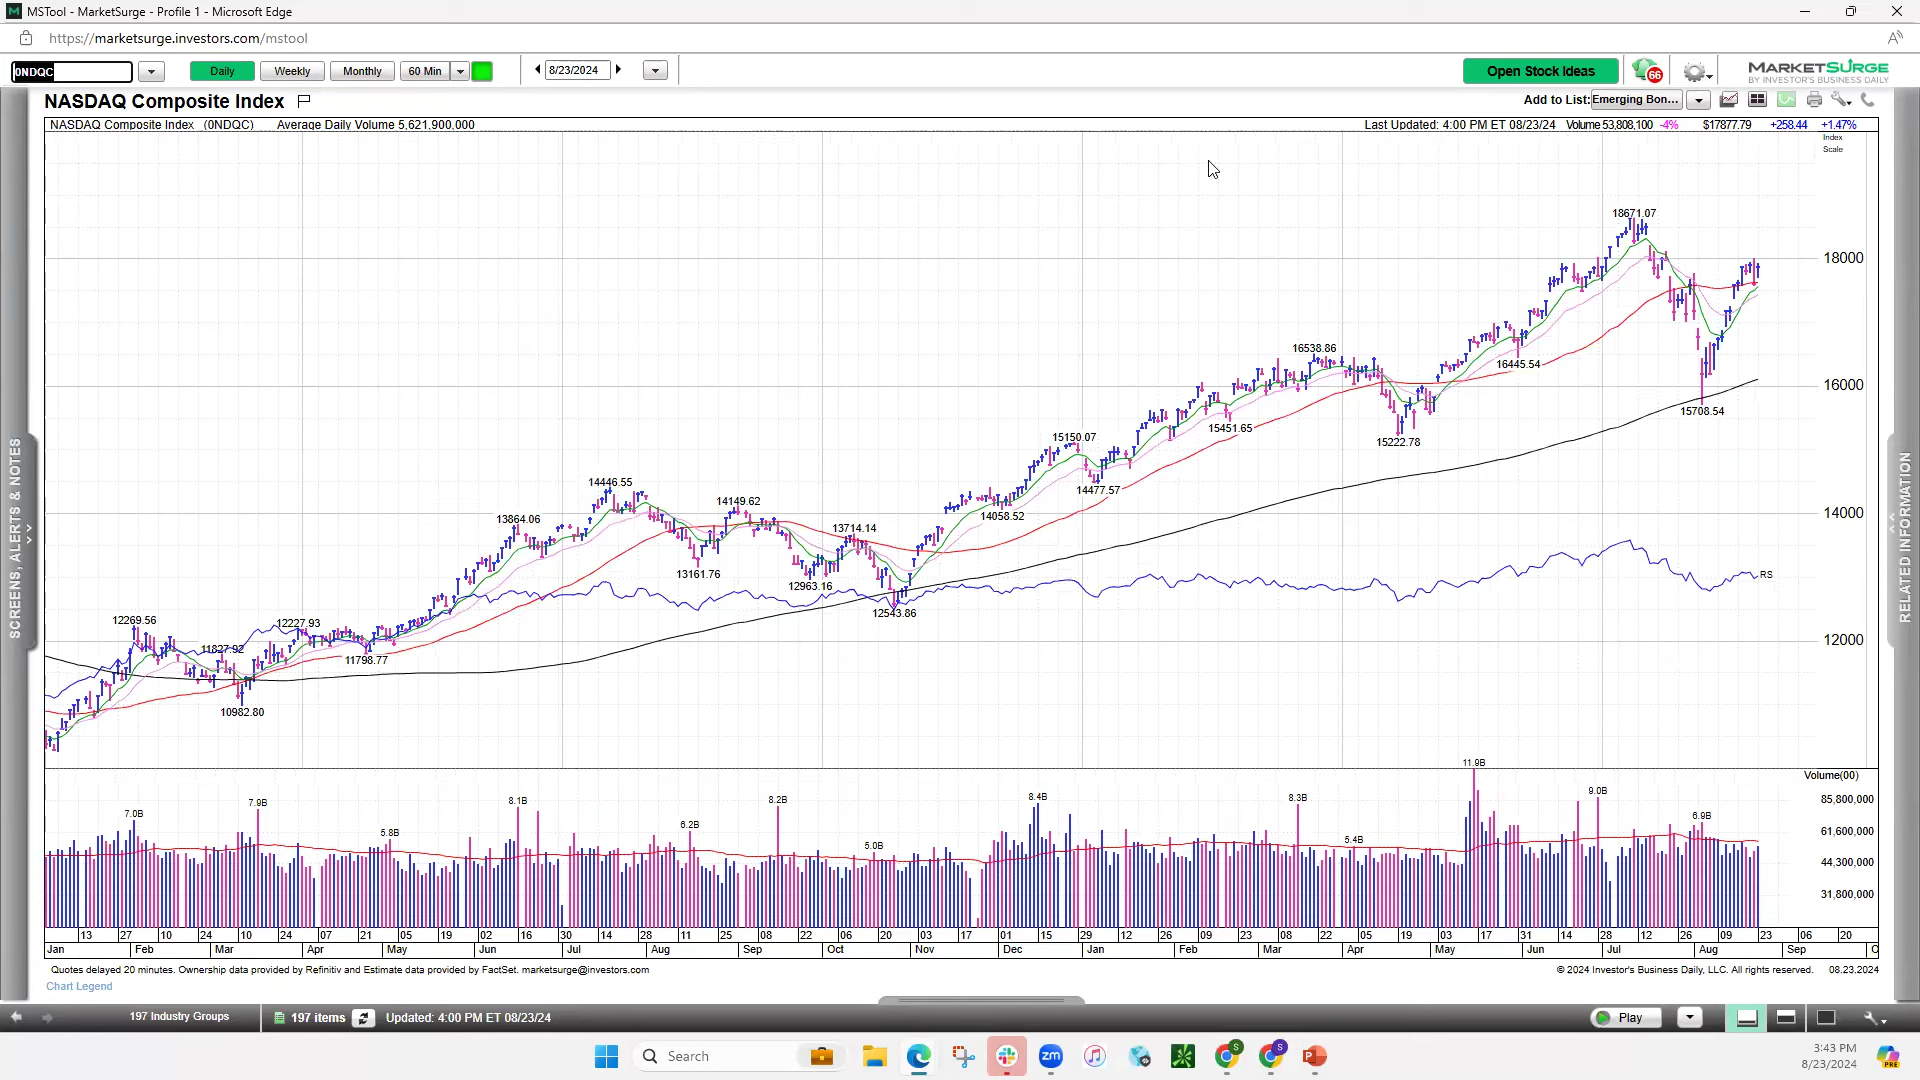 MSTool - MarketSurge - Profile 1 - Microsoft Edge
https://marketsurge.investors.com/mstool
0NDQC Daily Weekly Monthly 60 Min 8/23/2024 Open Stock Ideas 66 MARKETSURGE
BY INVESTOR'S BUSINESS DAILY
NASDAQ Composite Index Add to List: Emerging Bon...
NASDAQ Composite Index (0NDQC) Average Daily Volume 5,621,900,000 Last Updated: 4:00 PM ET 08/23/24 Volume 53,808,100 -4% $17877.79 +258.44 +1.47%
Index
Scale
18671.07
18000
16538.86
16445.54
16000
15708.54
15451.65
15150.07
15222.78
14446.55
14477.57
14149.62
14058.52
14000
13864.06
13714.14
13161.76
RS
12963.16
12543.86
12269.56
12227.93
12000
11827.92
11798.77
10982.80
11.9B
Volume(00)
9.0B
8.4B
8.3B
8.2B
8.1B
85,800,000
7.9B
7.0B
6.9B
6.2B
61,600,000
5.8B
5.4B
5.0B
44,300,000
31,800,000
13 27 10 24 10 24 07 21 05 19 02 16 30 14 28 11 25 08 22 06 20 03 17 01 15 29 12 26 09 23 08 22 05 19 03 17 31 14 28 12 26 09 23 06 20
Jan Feb Mar Apr May Jun Jul Aug Sep Oct Nov Dec Jan Feb Mar Apr May Jun Jul Aug Sep
Quotes delayed 20 minutes. Ownership data provided by Refinitiv and Estimate data provided by FactSet. marketsurge@investors.com © 2024 Investor's Business Daily, LLC. All rights reserved. 08.23.2024
Chart Legend
SCREENS, ALERTS & NOTES
RELATED INFORMATION
197 Industry Groups 197 items Updated: 4:00 PM ET 08/23/24 Play
Search zm S S P PRE
3:43 PM
8/23/2024